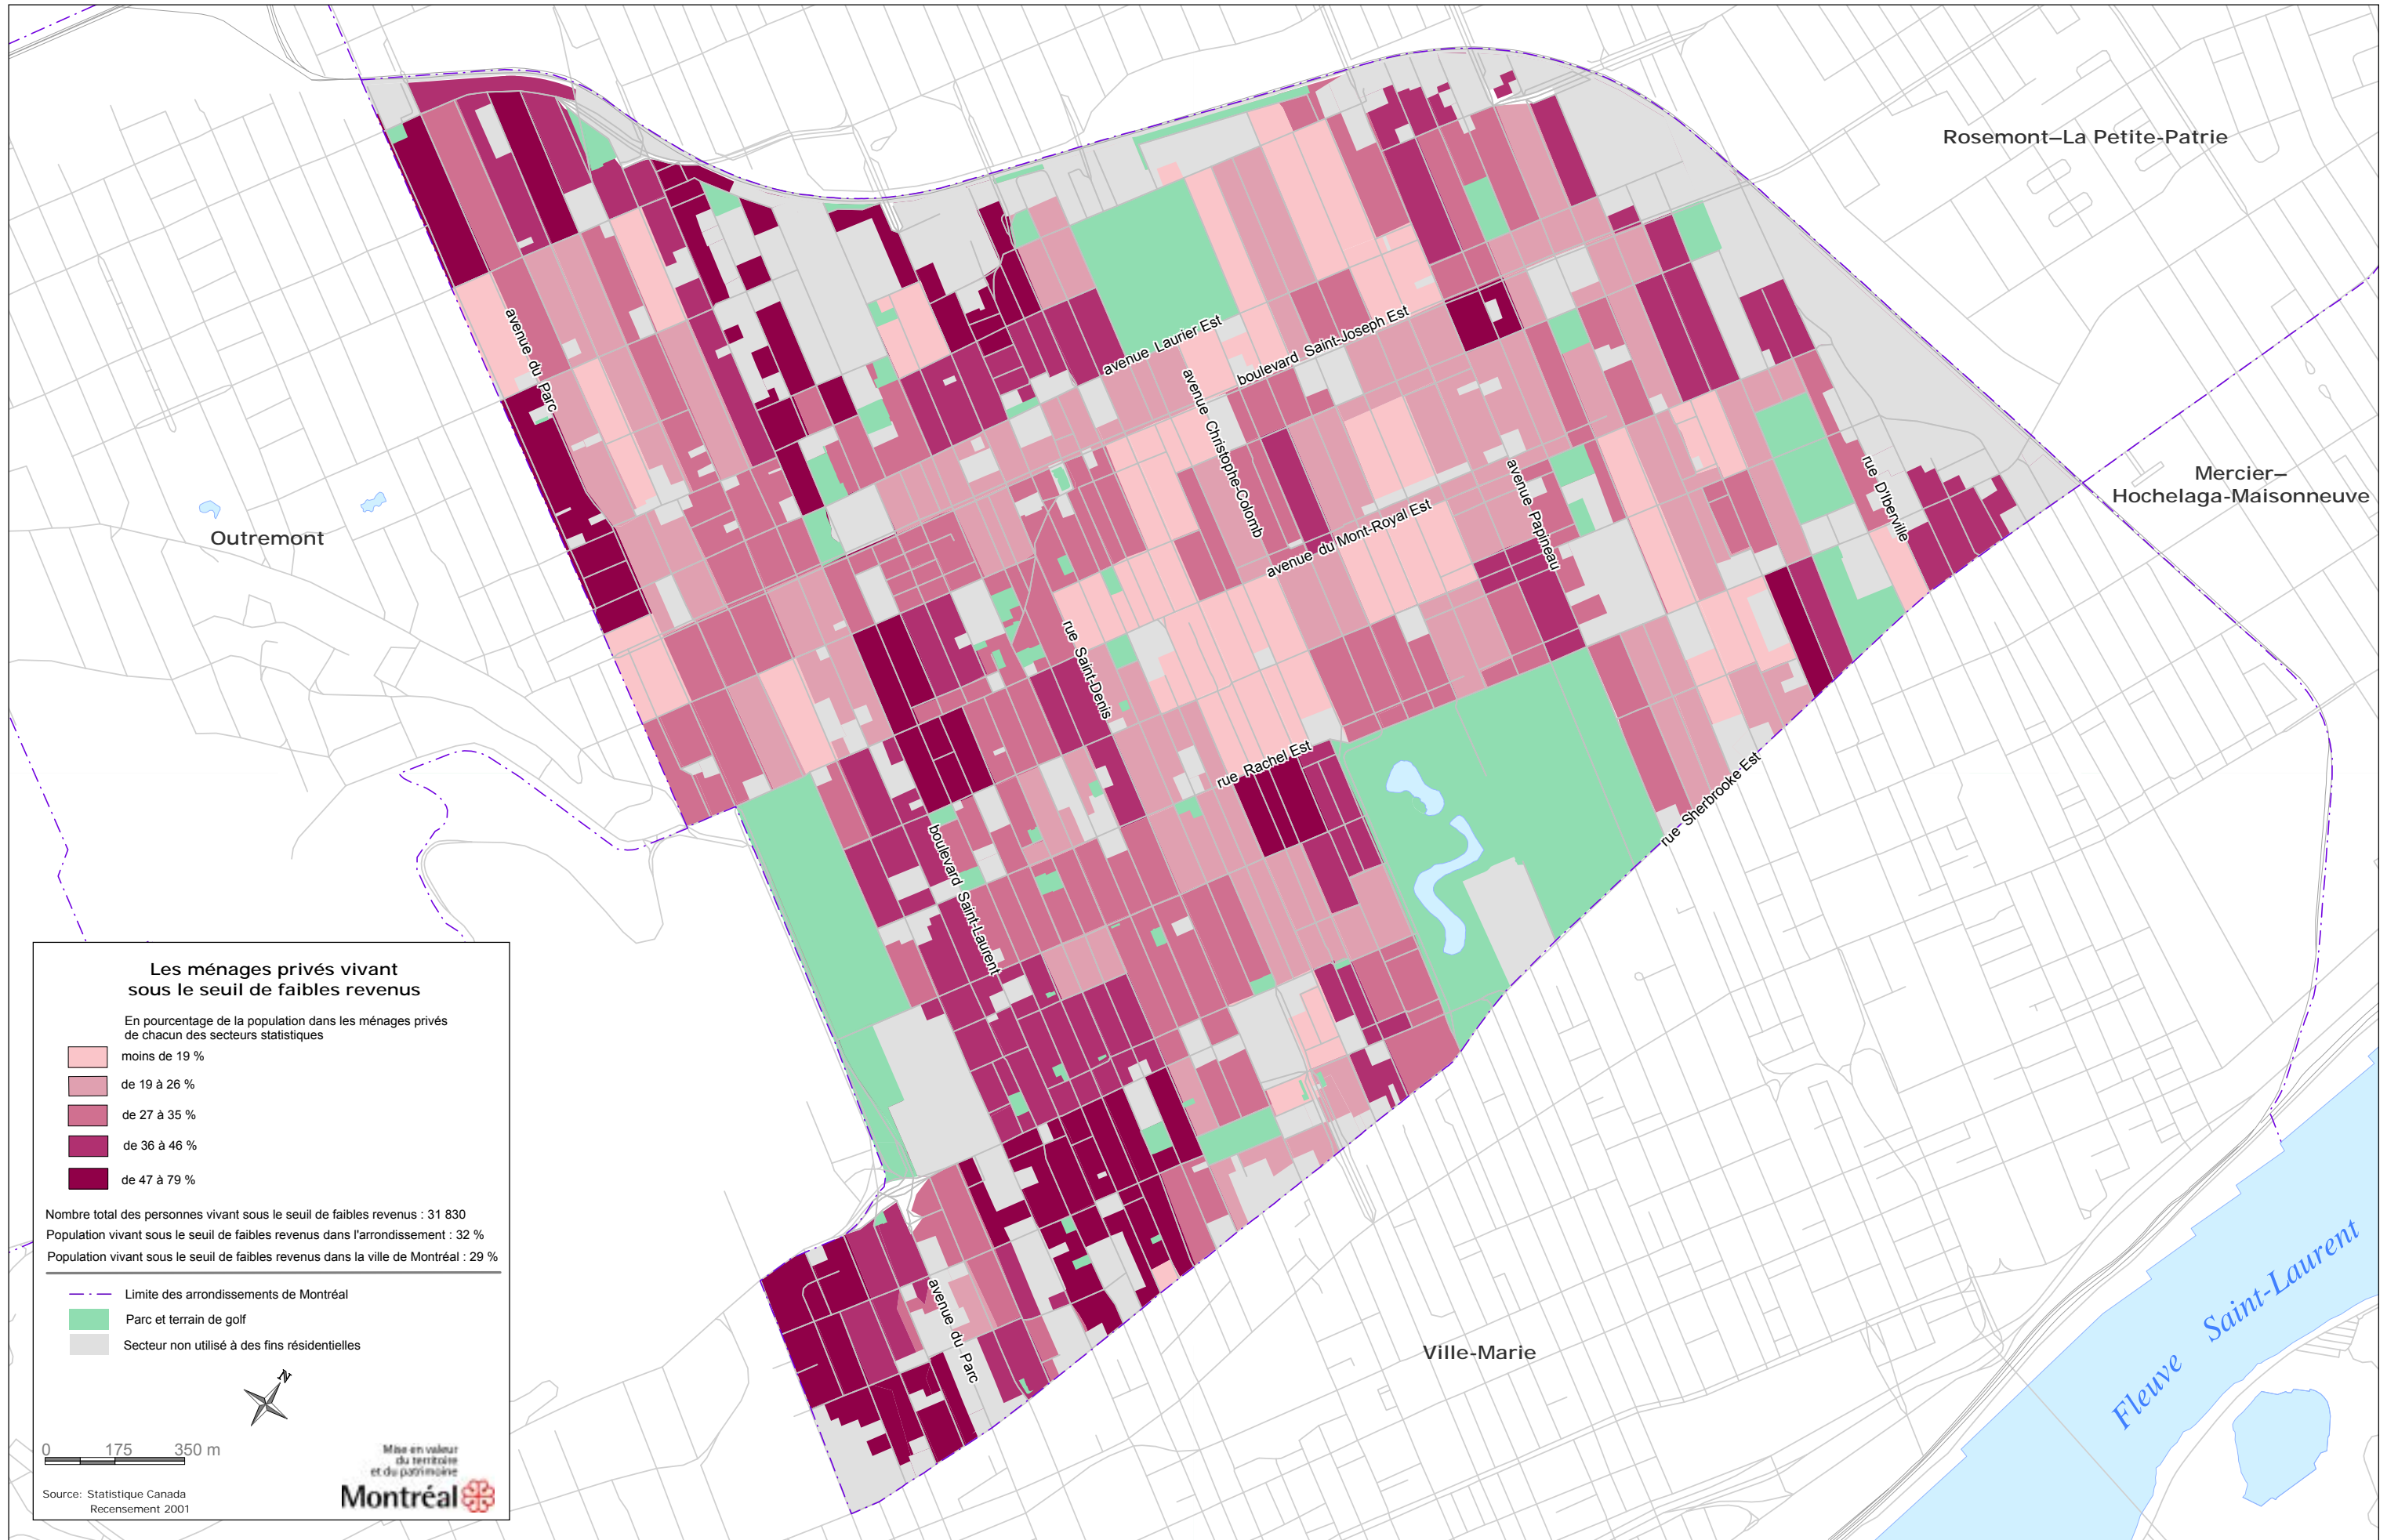 Rosemont–La Petite-Patrie
Mercier–
Hochelaga-Maisonneuve
Outremont
Ville-Marie
Fleuve Saint-Laurent
avenue du Parc
avenue Laurier Est
boulevard Saint-Joseph Est
avenue Christophe-Colomb
avenue du Mont-Royal Est
avenue Papineau
rue D'Iberville
rue Saint-Denis
rue Rachel Est
rue Sherbrooke Est
boulevard Saint-Laurent
avenue du Parc
Les ménages privés vivant
sous le seuil de faibles revenus
En pourcentage de la population dans les ménages privés
de chacun des secteurs statistiques
moins de 19 %
de 19 à 26 %
de 27 à 35 %
de 36 à 46 %
de 47 à 79 %
Nombre total des personnes vivant sous le seuil de faibles revenus : 31 830
Population vivant sous le seuil de faibles revenus dans l'arrondissement : 32 %
Population vivant sous le seuil de faibles revenus dans la ville de Montréal : 29 %
Limite des arrondissements de Montréal
Parc et terrain de golf
Secteur non utilisé à des fins résidentielles
N
0 175 350 m
Mise en valeur
du territoire
et du patrimoine
Montréal
Source: Statistique Canada
Recensement 2001